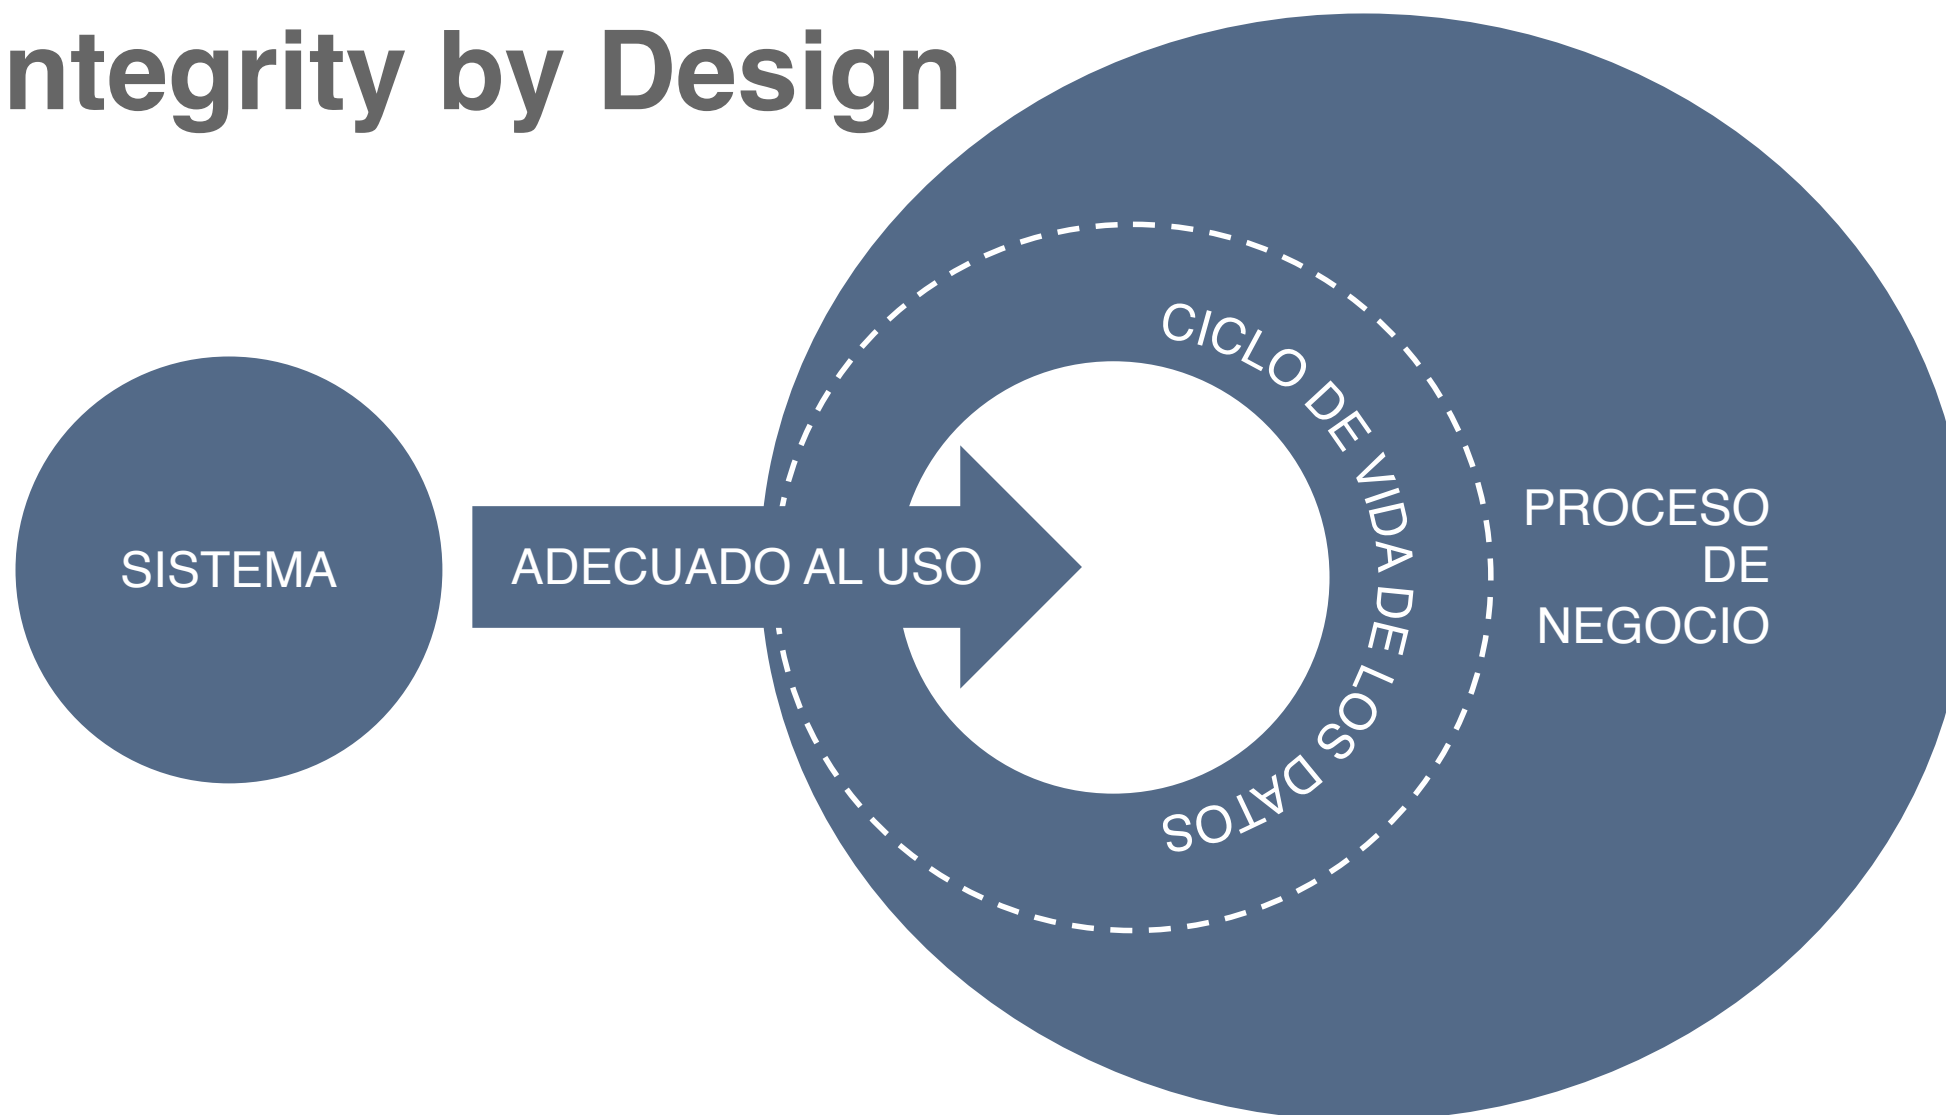 ntegrity by Design
SISTEMA
ADECUADO AL USO
CICLO DE VIDA DE LOS DATOS
PROCESO
DE
NEGOCIO